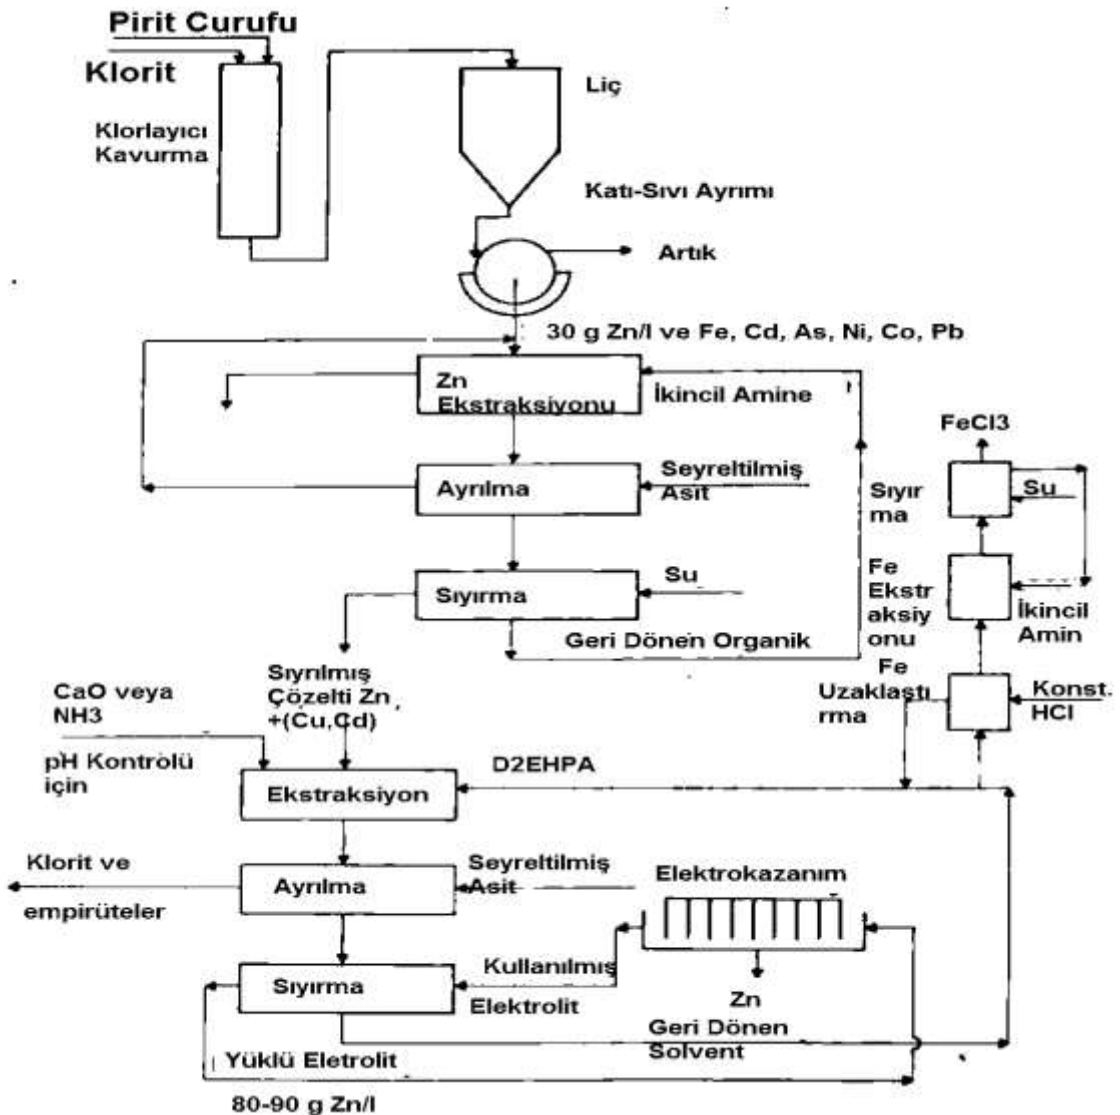 Pirit Curufu
Klorit
Klorlayıcı
Kavurma
Liç
Katı-Sıvı Ayrımı
Artık
30 g Zn/l ve Fe, Cd, As, Ni, Co, Pb
Zn
Ekstraksiyonu
İkincil Amine
Ayrılma
Seyreltilmiş
Asit
Sıyırma
Su
Geri Dönen Organik
FeCl3
Sıyır
ma
Su
Fe
Ekstr
aksiy
onu
İkincil
Amin
Fe
Uzaklaştı
rma
Konst.
HCl
Sıyrılmış
Çözelti Zn
+(Cu,Cd)
CaO veya
NH3
pH Kontrolü
için
Ekstraksiyon
D2EHPA
Klorit ve
empirüteler
Ayrılma
Seyreltilmiş
Asit
Elektrokazanım
Sıyırma
Kullanılmış
Elektrolit
Zn
Geri Dönen
Solvent
Yüklü Eletrolit
80-90 g Zn/l